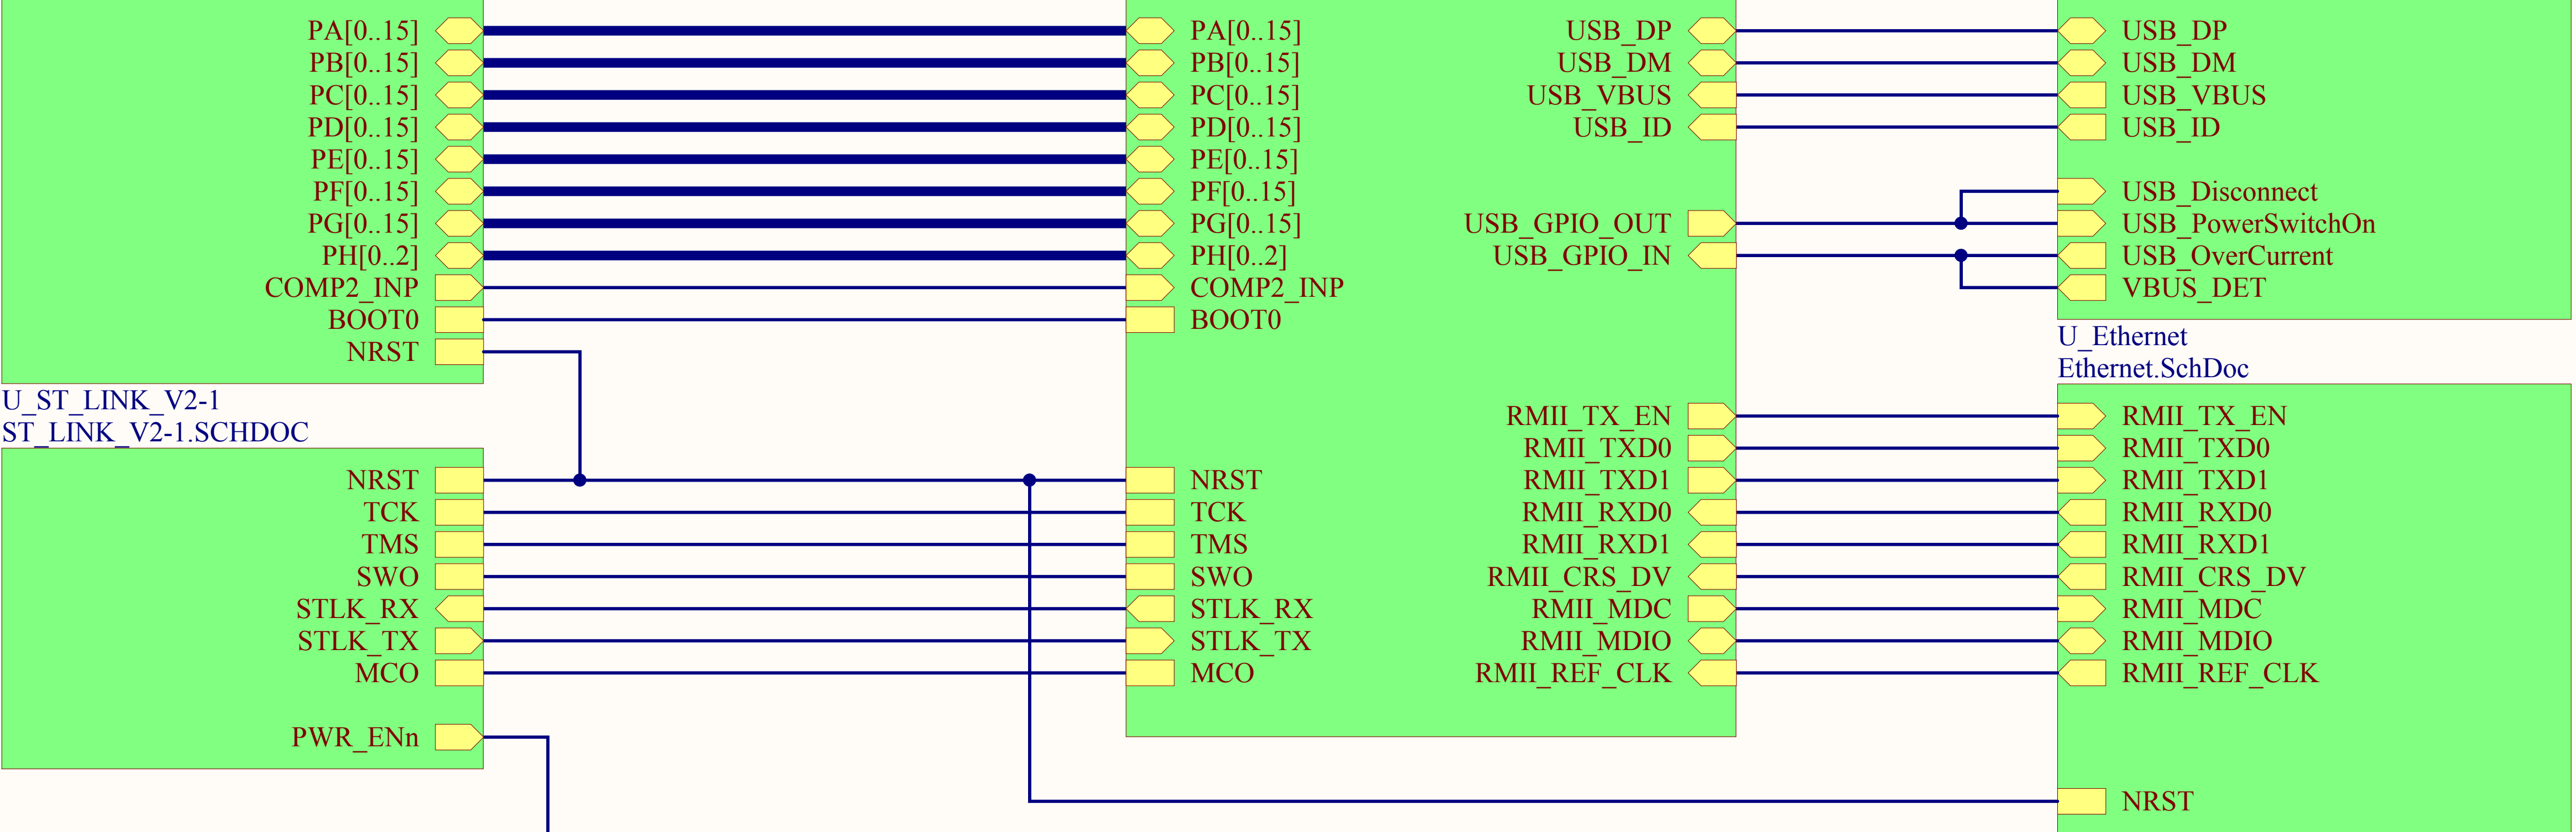 PA[0..15]
PB[0..15]
PC[0..15]
PD[0..15]
PE[0..15]
PF[0..15]
PG[0..15]
PH[0..2]
COMP2_INP
BOOT0
NRST
U_ST_LINK_V2-1
ST_LINK_V2-1.SCHDOC
NRST
TCK
TMS
SWO
STLK_RX
STLK_TX
MCO
PWR_ENn
PA[0..15]
PB[0..15]
PC[0..15]
PD[0..15]
PE[0..15]
PF[0..15]
PG[0..15]
PH[0..2]
COMP2_INP
BOOT0
NRST
TCK
TMS
SWO
STLK_RX
STLK_TX
MCO
USB_DP
USB_DM
USB_VBUS
USB_ID
USB_GPIO_OUT
USB_GPIO_IN
RMII_TX_EN
RMII_TXD0
RMII_TXD1
RMII_RXD0
RMII_RXD1
RMII_CRS_DV
RMII_MDC
RMII_MDIO
RMII_REF_CLK
USB_DP
USB_DM
USB_VBUS
USB_ID
USB_Disconnect
USB_PowerSwitchOn
USB_OverCurrent
VBUS_DET
U_Ethernet
Ethernet.SchDoc
RMII_TX_EN
RMII_TXD0
RMII_TXD1
RMII_RXD0
RMII_RXD1
RMII_CRS_DV
RMII_MDC
RMII_MDIO
RMII_REF_CLK
NRST